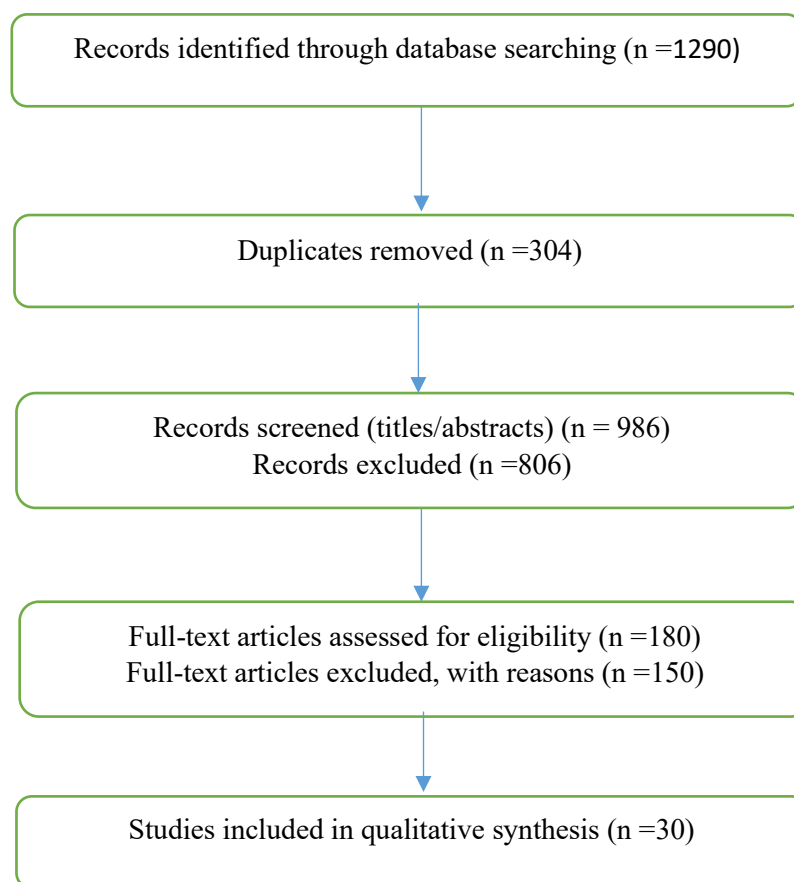 Records identified through database searching (n =1290)
Duplicates removed (n =304)
Records screened (titles/abstracts) (n = 986)
Records excluded (n =806)
Full-text articles assessed for eligibility (n =180)
Full-text articles excluded, with reasons (n =150)
Studies included in qualitative synthesis (n =30)